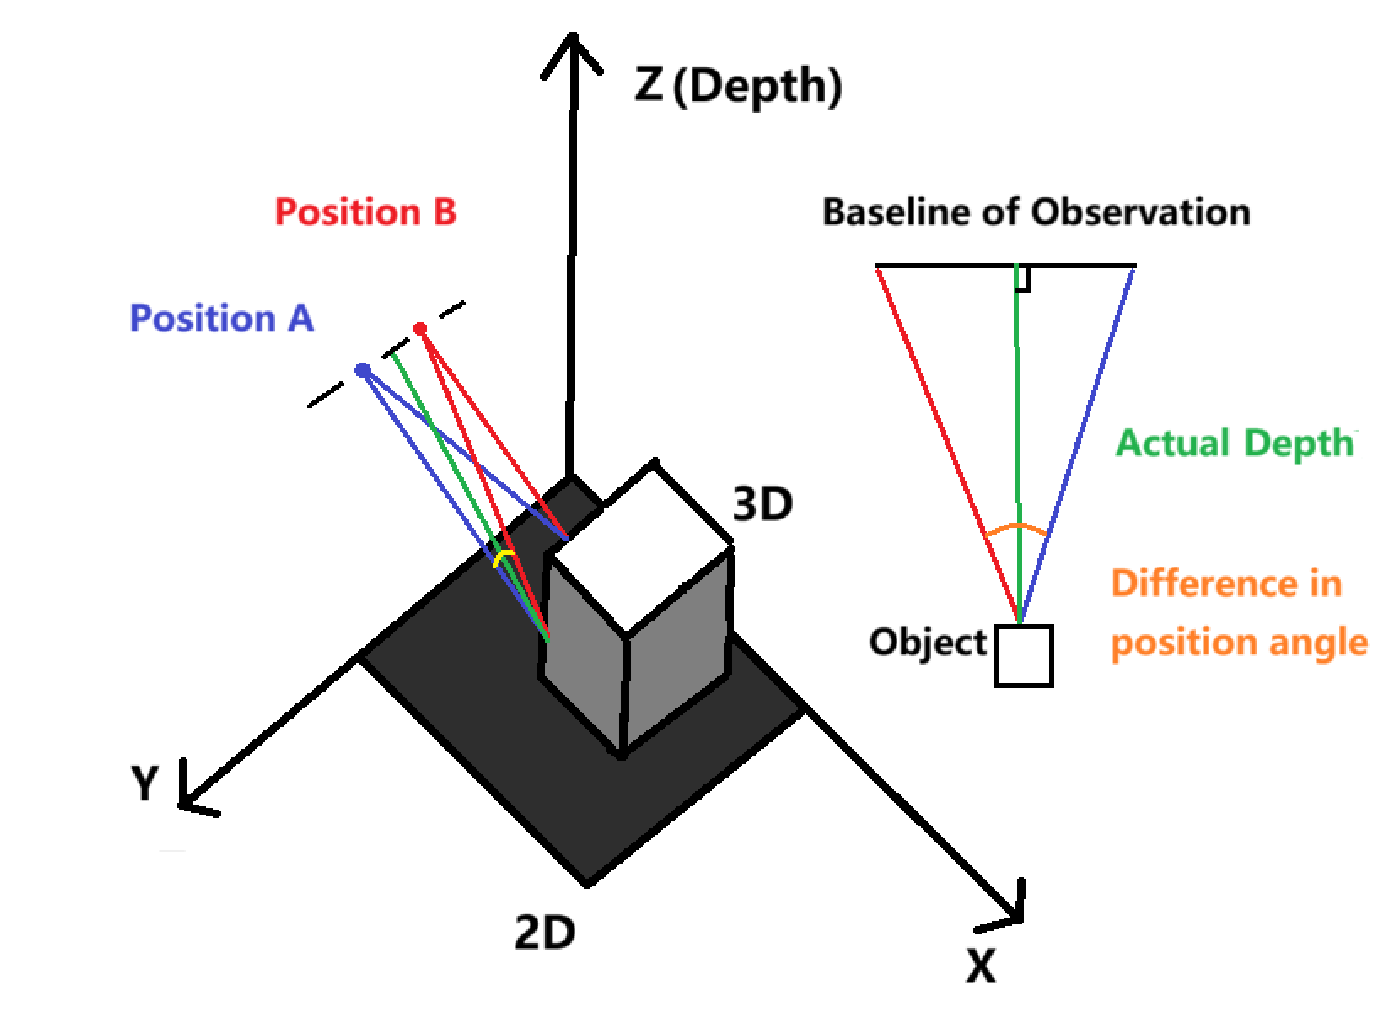 Z (Depth)
Position B
Baseline of Observation
Position A
Actual Depth
3D
Difference in
position angle
Object
Y
2D
X